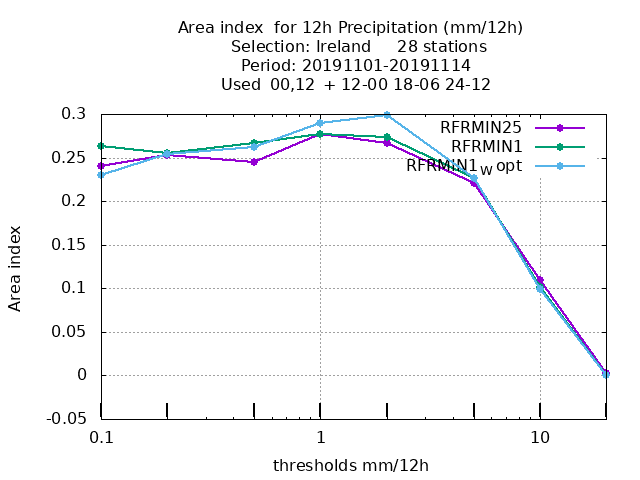 Area index for 12h Precipitation (mm/12h)
Selection: Ireland 28 stations
Period: 20191101-20191114
Used 00,12 + 12-00 18-06 24-12
0.3
0.25
0.2
0.15
0.1
0.05
0
-0.05
Area index
RFRMIN25
RFRMIN1
RFRMIN1w opt
0.1 1 10
thresholds mm/12h